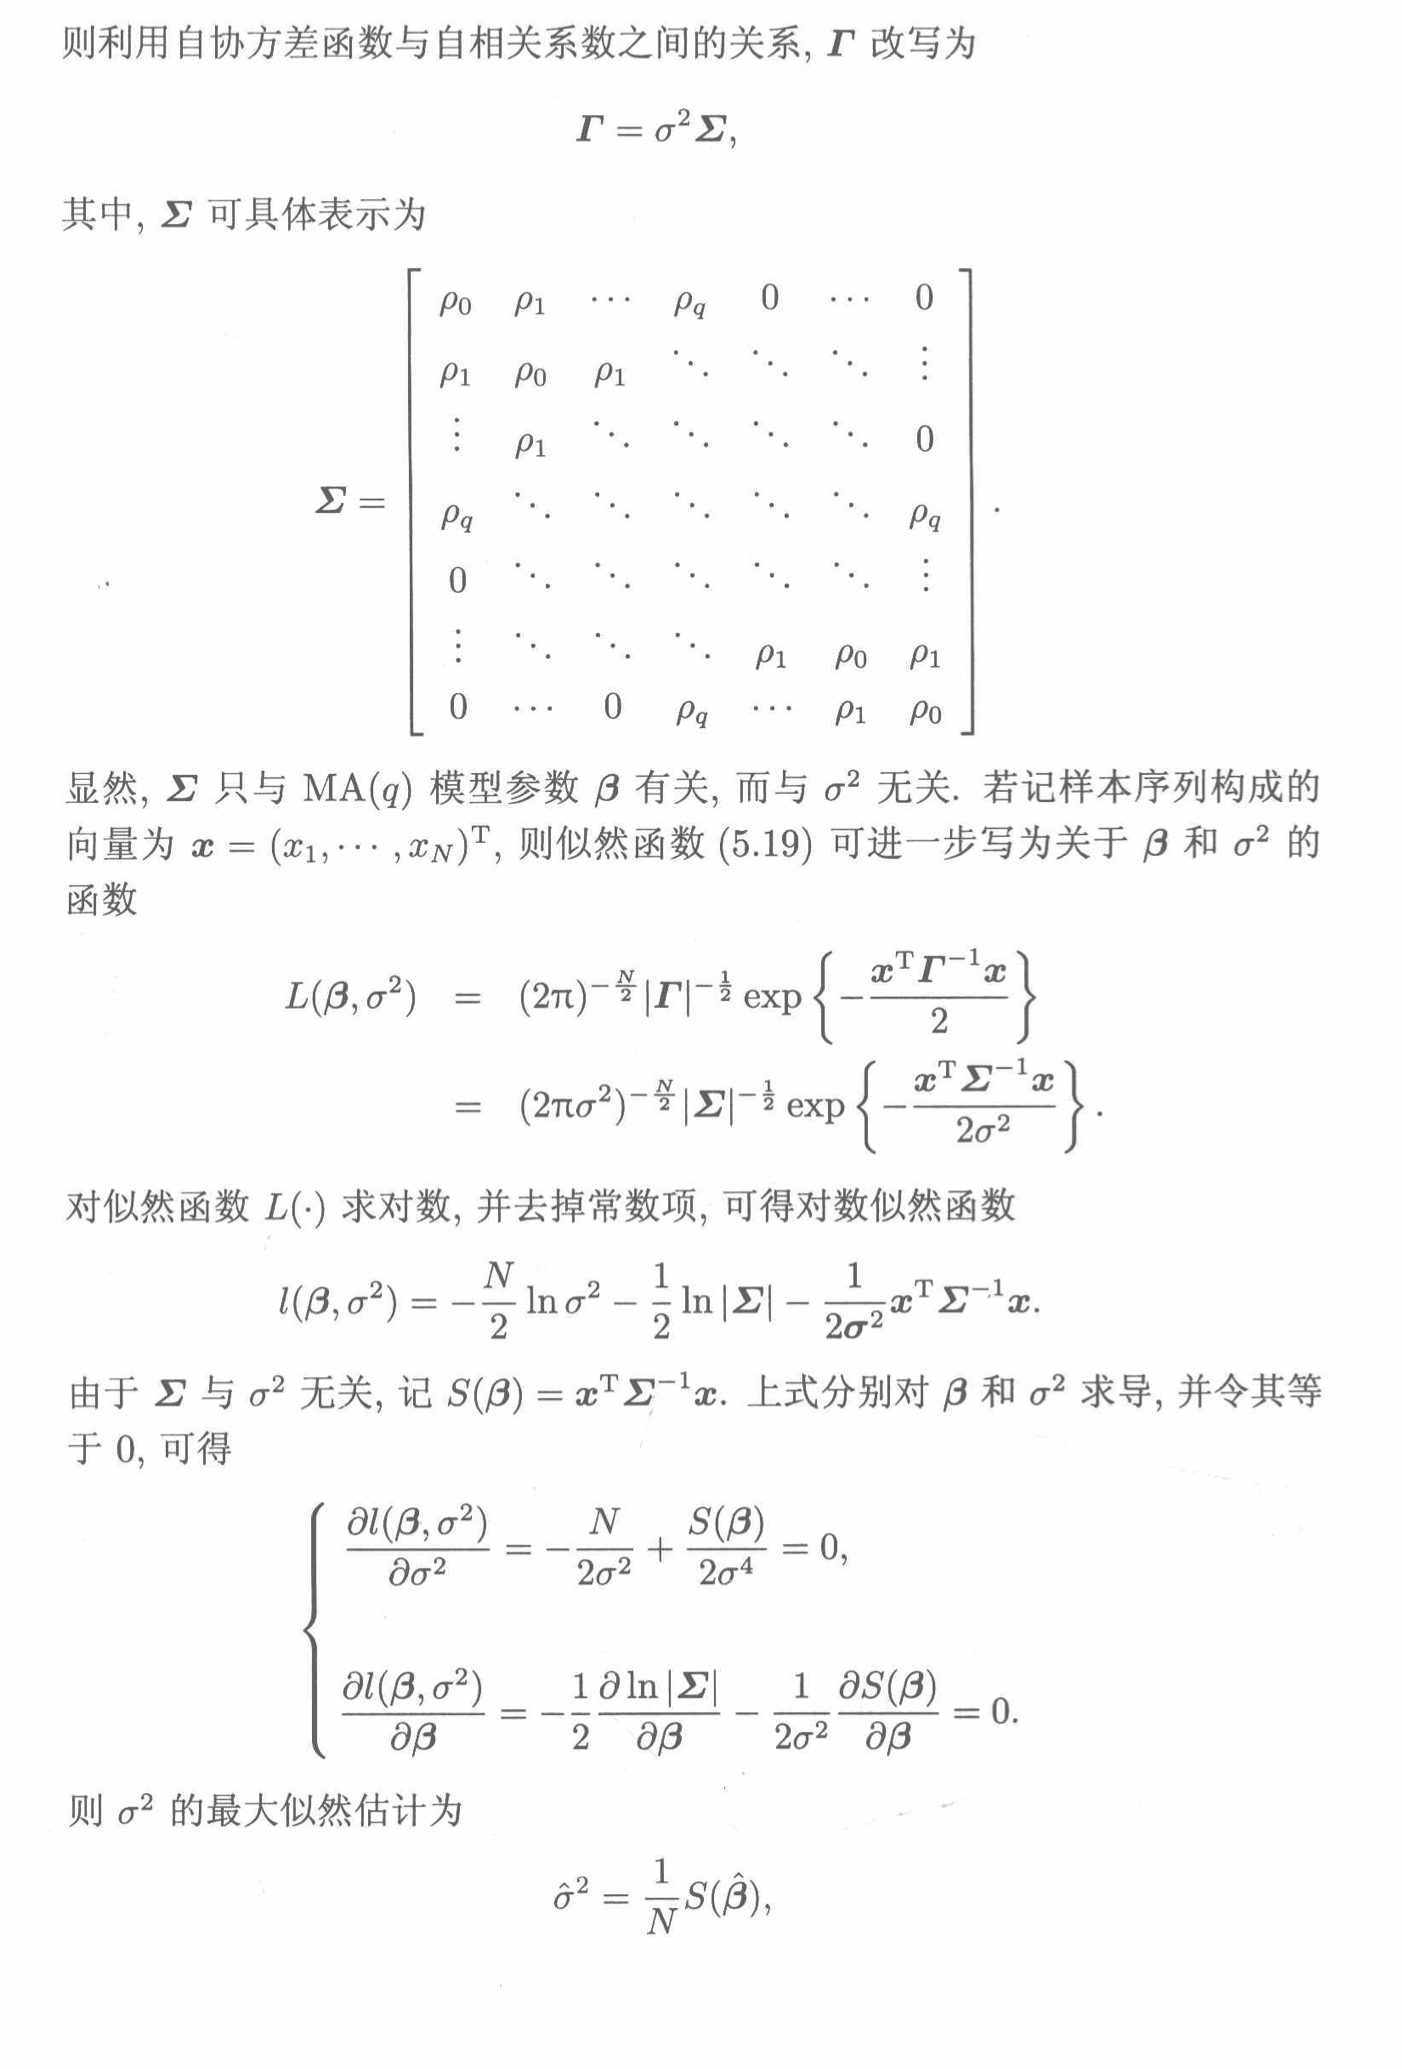 则利用自协方差函数与自相关系数之间的关系, $\boldsymbol{\Gamma}$ 改写为
$$\boldsymbol{\Gamma} = \sigma^2 \boldsymbol{\Sigma},$$
其中, $\boldsymbol{\Sigma}$ 可具体表示为
$$\boldsymbol{\Sigma} = \begin{bmatrix} \rho_0 & \rho_1 & \cdots & \rho_q & 0 & \cdots & 0 \\ \rho_1 & \rho_0 & \rho_1 & \ddots & \ddots & \ddots & \vdots \\ \vdots & \rho_1 & \ddots & \ddots & \ddots & \ddots & 0 \\ \rho_q & \ddots & \ddots & \ddots & \ddots & \ddots & \rho_q \\ 0 & \ddots & \ddots & \ddots & \ddots & \ddots & \vdots \\ \vdots & \ddots & \ddots & \ddots & \rho_1 & \rho_0 & \rho_1 \\ 0 & \cdots & 0 & \rho_q & \cdots & \rho_1 & \rho_0 \end{bmatrix}.$$
显然, $\boldsymbol{\Sigma}$ 只与 MA($q$) 模型参数 $\boldsymbol{\beta}$ 有关, 而与 $\sigma^2$ 无关. 若记样本序列构成的
向量为 $\boldsymbol{x} = (x_1, \cdots, x_N)^{\mathrm{T}}$, 则似然函数 (5.19) 可进一步写为关于 $\boldsymbol{\beta}$ 和 $\sigma^2$ 的
函数
$$L(\boldsymbol{\beta}, \sigma^2) = (2\pi)^{-\frac{N}{2}} |\boldsymbol{\Gamma}|^{-\frac{1}{2}} \exp\left\{-\frac{\boldsymbol{x}^{\mathrm{T}} \boldsymbol{\Gamma}^{-1} \boldsymbol{x}}{2}\right\}$$
$$= (2\pi\sigma^2)^{-\frac{N}{2}} |\boldsymbol{\Sigma}|^{-\frac{1}{2}} \exp\left\{-\frac{\boldsymbol{x}^{\mathrm{T}} \boldsymbol{\Sigma}^{-1} \boldsymbol{x}}{2\sigma^2}\right\}.$$
对似然函数 $L(\cdot)$ 求对数, 并去掉常数项, 可得对数似然函数
$$l(\boldsymbol{\beta}, \sigma^2) = -\frac{N}{2} \ln \sigma^2 - \frac{1}{2} \ln |\boldsymbol{\Sigma}| - \frac{1}{2\boldsymbol{\sigma}^2} \boldsymbol{x}^{\mathrm{T}} \boldsymbol{\Sigma}^{-1} \boldsymbol{x}.$$
由于 $\boldsymbol{\Sigma}$ 与 $\sigma^2$ 无关, 记 $S(\boldsymbol{\beta}) = \boldsymbol{x}^{\mathrm{T}} \boldsymbol{\Sigma}^{-1} \boldsymbol{x}$. 上式分别对 $\boldsymbol{\beta}$ 和 $\sigma^2$ 求导, 并令其等
于 0, 可得
$$\begin{cases} \dfrac{\partial l(\boldsymbol{\beta}, \sigma^2)}{\partial \sigma^2} = -\dfrac{N}{2\sigma^2} + \dfrac{S(\boldsymbol{\beta})}{2\sigma^4} = 0, \\ \dfrac{\partial l(\boldsymbol{\beta}, \sigma^2)}{\partial \boldsymbol{\beta}} = -\dfrac{1}{2} \dfrac{\partial \ln |\boldsymbol{\Sigma}|}{\partial \boldsymbol{\beta}} - \dfrac{1}{2\sigma^2} \dfrac{\partial S(\boldsymbol{\beta})}{\partial \boldsymbol{\beta}} = 0. \end{cases}$$
则 $\sigma^2$ 的最大似然估计为
$$\hat{\sigma}^2 = \frac{1}{N} S(\hat{\boldsymbol{\beta}}),$$